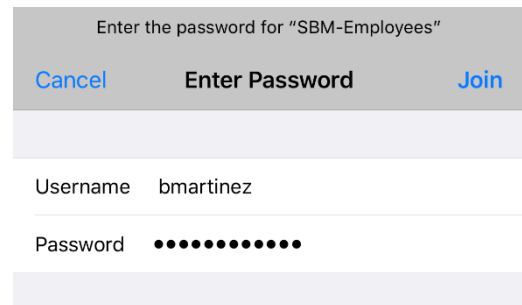 Enter the password for “SBM-Employees”
Cancel Enter Password Join
Username bmartinez
Password ••••••••••••